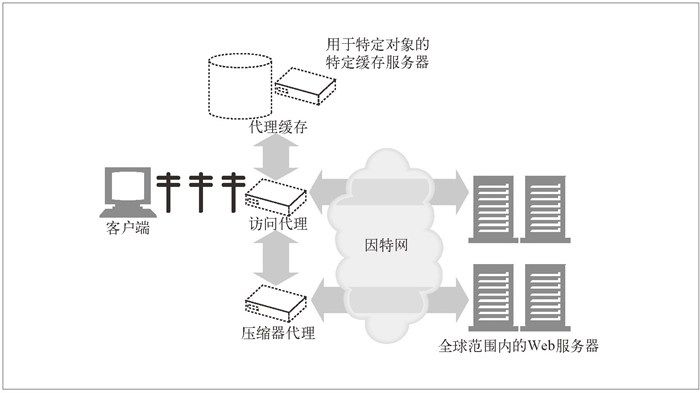 用于特定对象的
特定缓存服务器
代理缓存
客户端
访问代理
因特网
压缩器代理
全球范围内的Web服务器